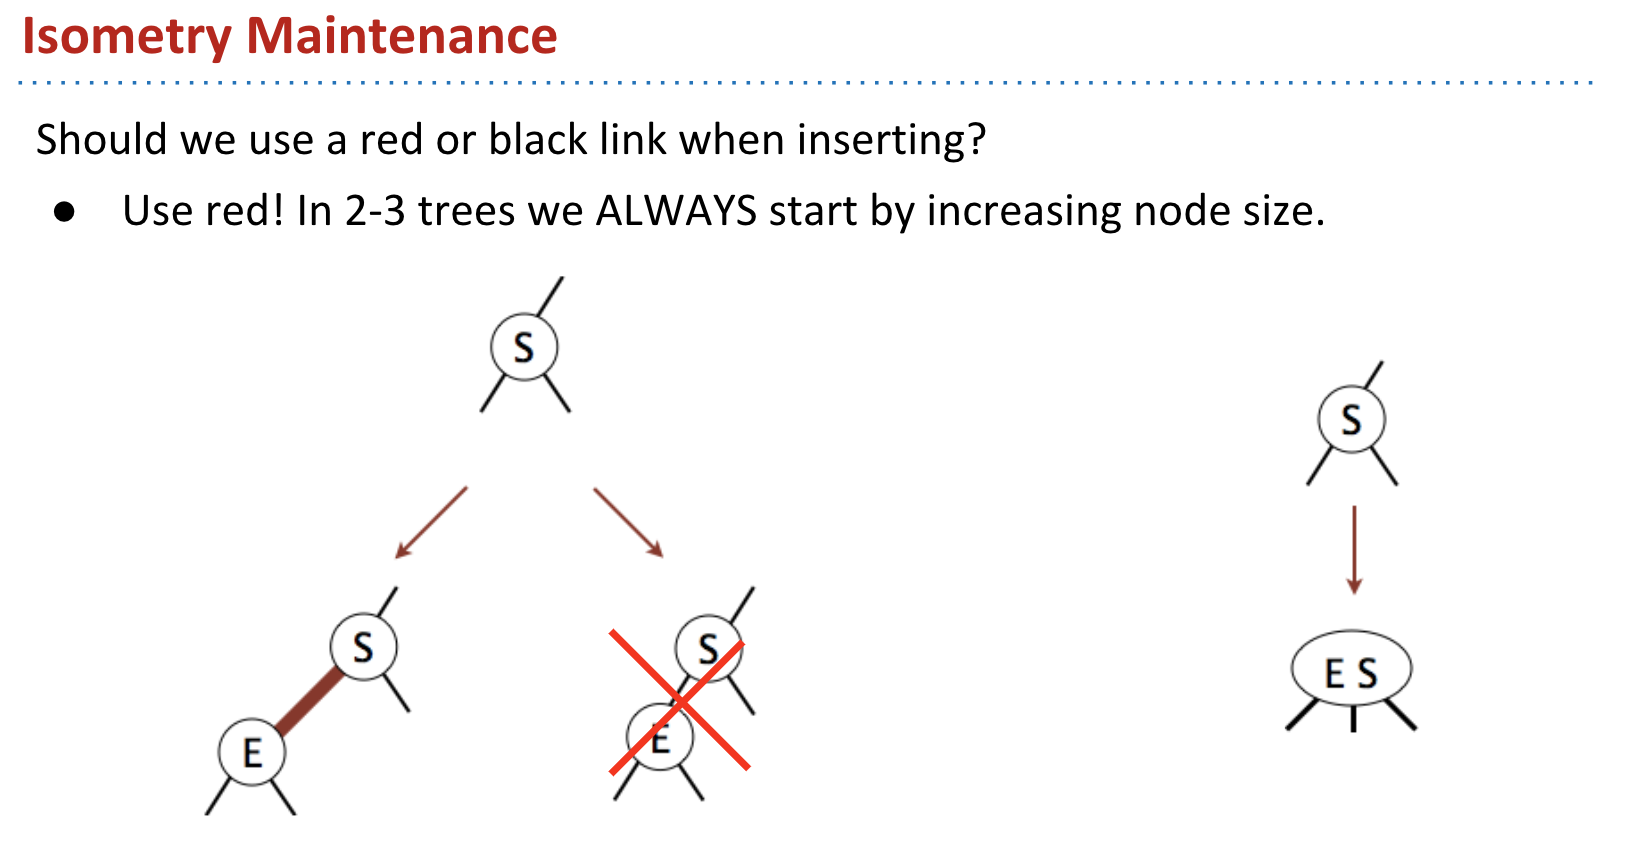 Isometry Maintenance
Should we use a red or black link when inserting?
● Use red! In 2-3 trees we ALWAYS start by increasing node size.
S
S
S
S
E
E
E S